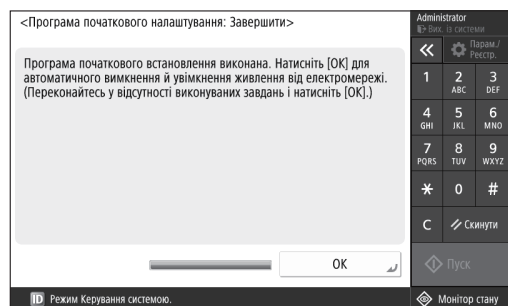 <Програма початкового налаштування: Завершити>
Програма початкового встановлення виконана. Натисніть [OK] для
автоматичного вимкнення й увімкнення живлення від електромережі.
(Переконайтесь у відсутності виконуваних завдань і натисніть [OK].)
OK
ID Режим Керування системою.
Administrator
Вих. із системи
Парам./
Реєстр.
1 2 3
ABC DEF
4 5 6
GHI JKL MNO
7 8 9
PQRS TUV WXYZ
* 0 #
C Скинути
Пуск
Монітор стану